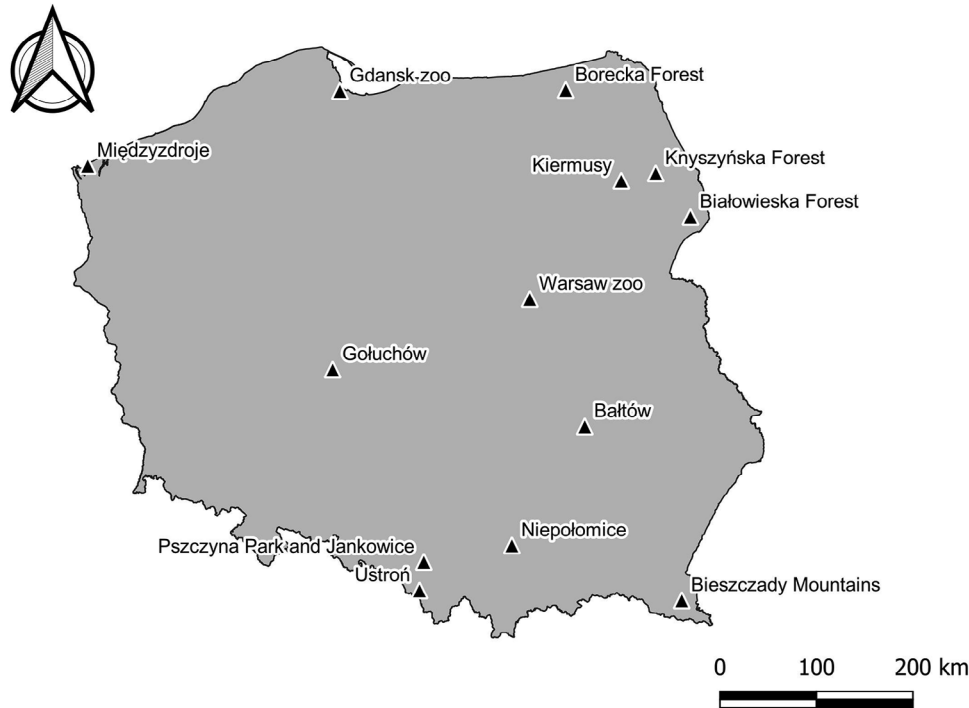 Gdansk zoo
Borecka Forest
Międzyzdroje
Kiermusy
Knyszyńska Forest
Białowieska Forest
Warsaw zoo
Gołuchów
Bałtów
Niepołomice
Pszczyna Park and Jankowice
Ustroń
Bieszczady Mountains
0 100 200 km